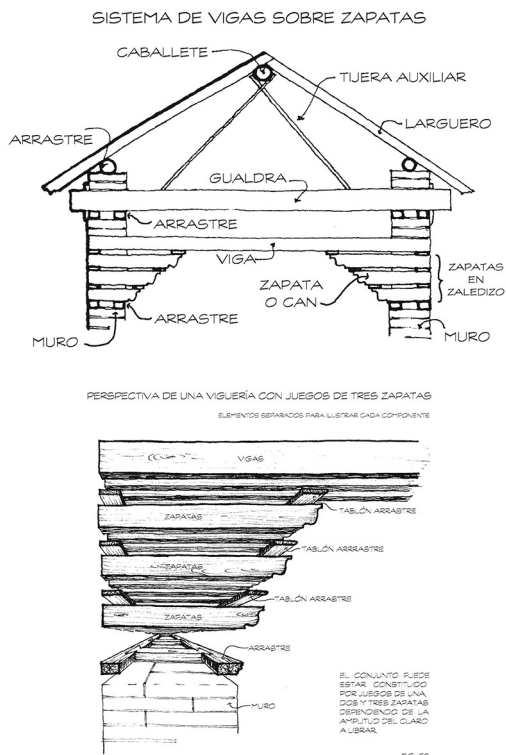 SISTEMA DE VIGAS SOBRE ZAPATAS
CABALLETE
TIJERA AUXILIAR
LARGUERO
ARRASTRE
GUALDRA
ARRASTRE
VIGA
ZAPATA
O CAN
ZAPATAS
EN
ZALEDIZO
ARRASTRE
MURO
MURO
PERSPECTIVA DE UNA VIGUERÍA CON JUEGOS DE TRES ZAPATAS
ELEMENTOS SEPARADOS PARA ILUSTRAR CADA COMPONENTE
VIGAS
TABLÓN ARRASTRE
ZAPATAS
TABLÓN ARRRASTRE
ZAPATAS
TABLÓN ARRASTRE
ZAPATAS
ARRASTRE
MURO
EL CONJUNTO PUEDE
ESTAR CONSTITUIDO
POR JUEGOS DE UNA,
DOS Y TRES ZAPATAS
DEPENDIENDO DE LA
AMPLITUD DEL CLARO
A LIBRAR.